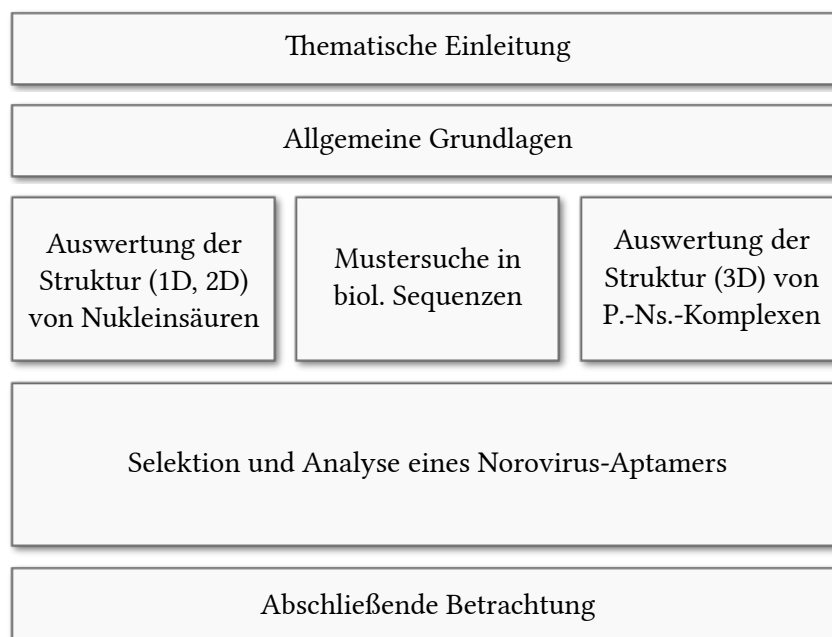 Thematische Einleitung
Allgemeine Grundlagen
Auswertung der
Struktur (1D, 2D)
von Nukleinsäuren
Mustersuche in
biol. Sequenzen
Auswertung der
Struktur (3D) von
P.-Ns.-Komplexen
Selektion und Analyse eines Norovirus-Aptamers
Abschließende Betrachtung